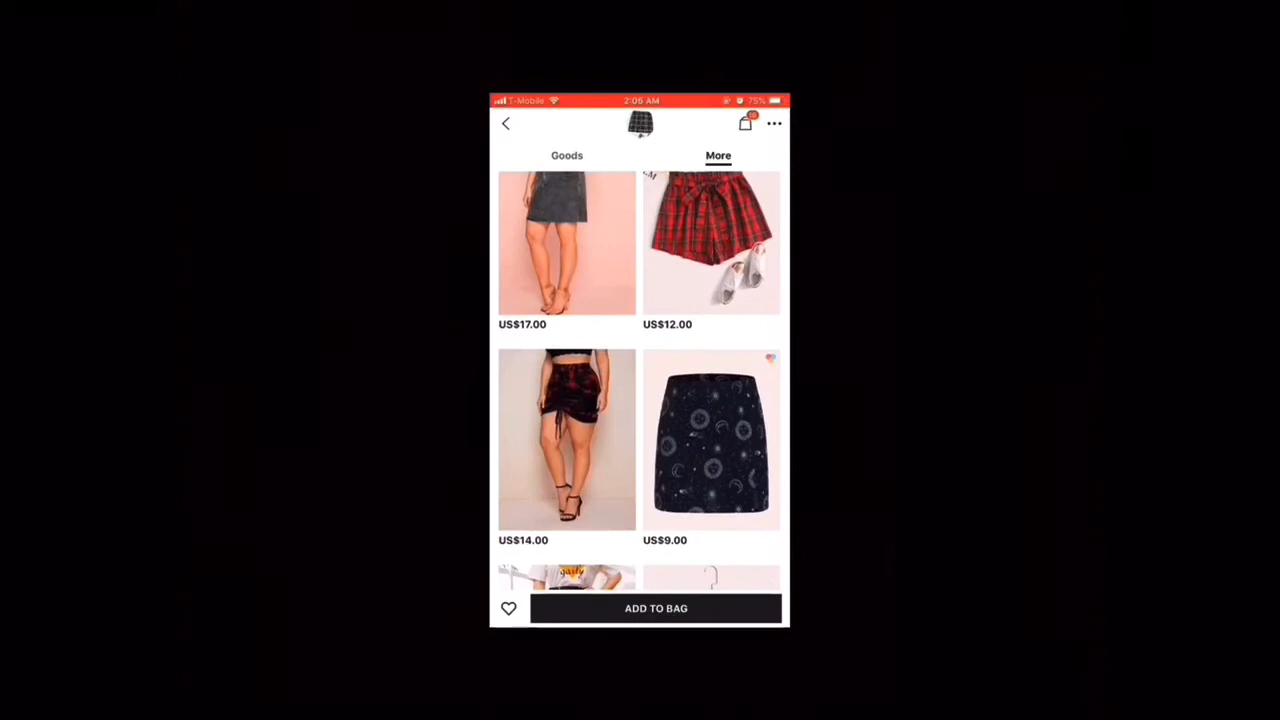 T-Mobile 2:06 AM 75%
Goods More
US$17.00 US$12.00
US$14.00 US$9.00
ADD TO BAG